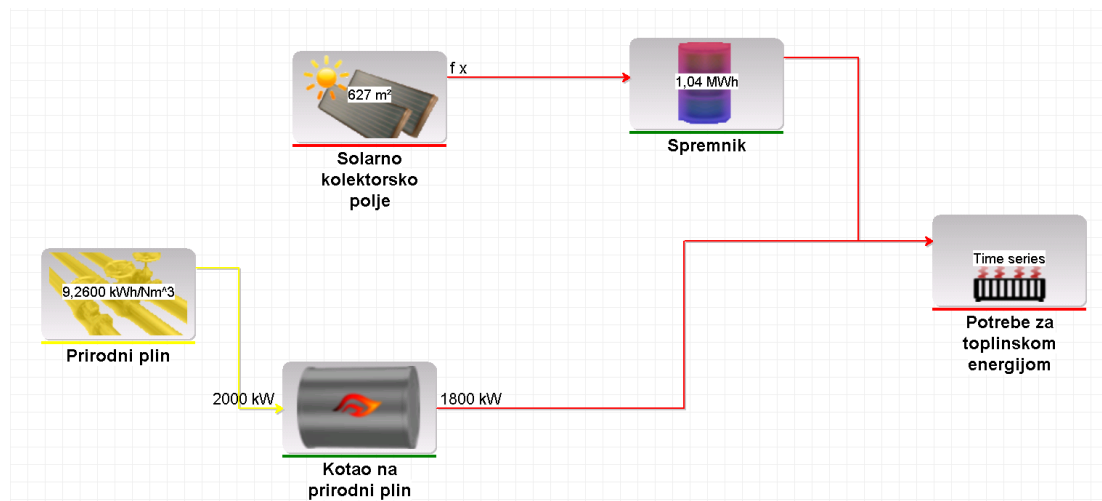 627 m²
f x
Solarno
kolektorsko
polje
1,04 MWh
Spremnik
9,2600 kWh/Nm^3
Prirodni plin
2000 kW
1800 kW
Kotao na
prirodni plin
Time series
Potrebe za
toplinskom
energijom